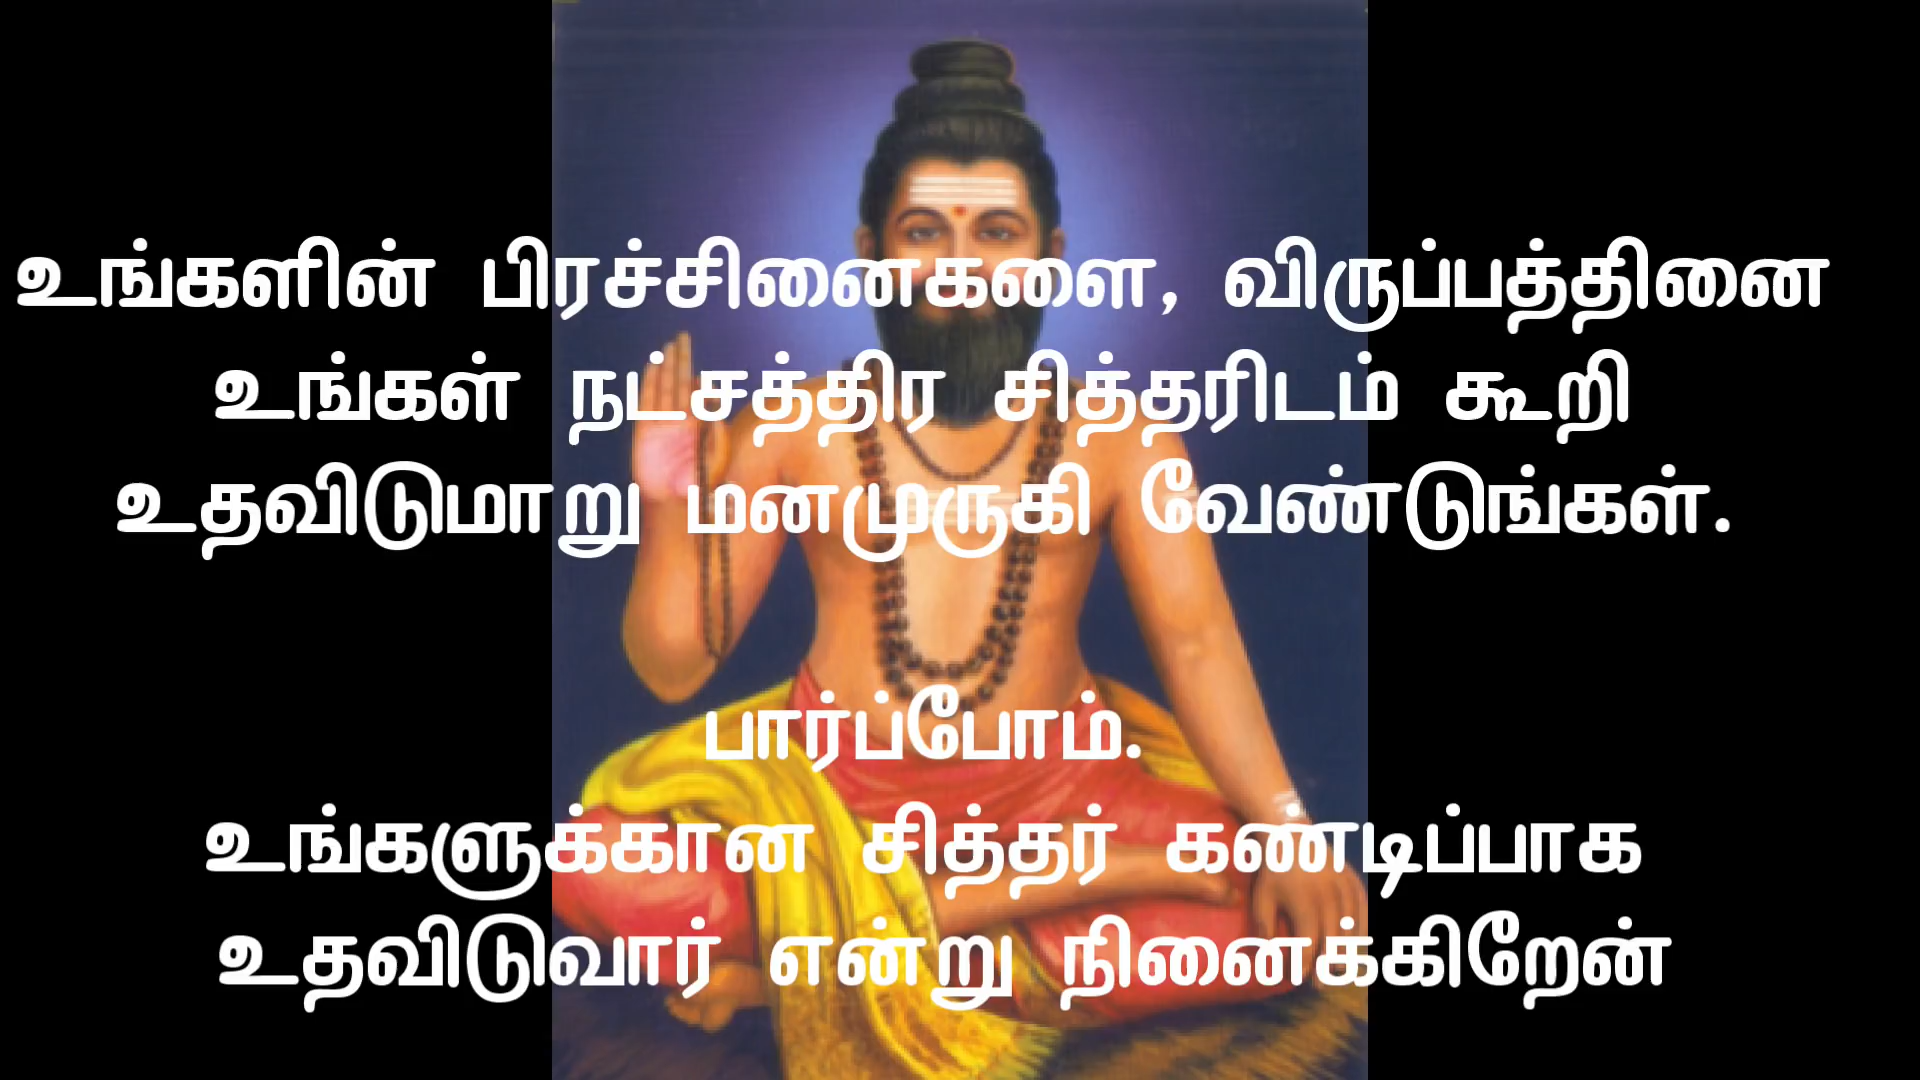 உங்களின் பிரச்சினைகளை, விருப்பத்தினை
உங்கள் நட்சத்திர சித்தரிடம் கூறி
உதவிடுமாறு மனமுருகி வேண்டுங்கள்.
பார்ப்போம்.
உங்களுக்கான சித்தர் கண்டிப்பாக
உதவிடுவார் என்று நினைக்கிறேன்